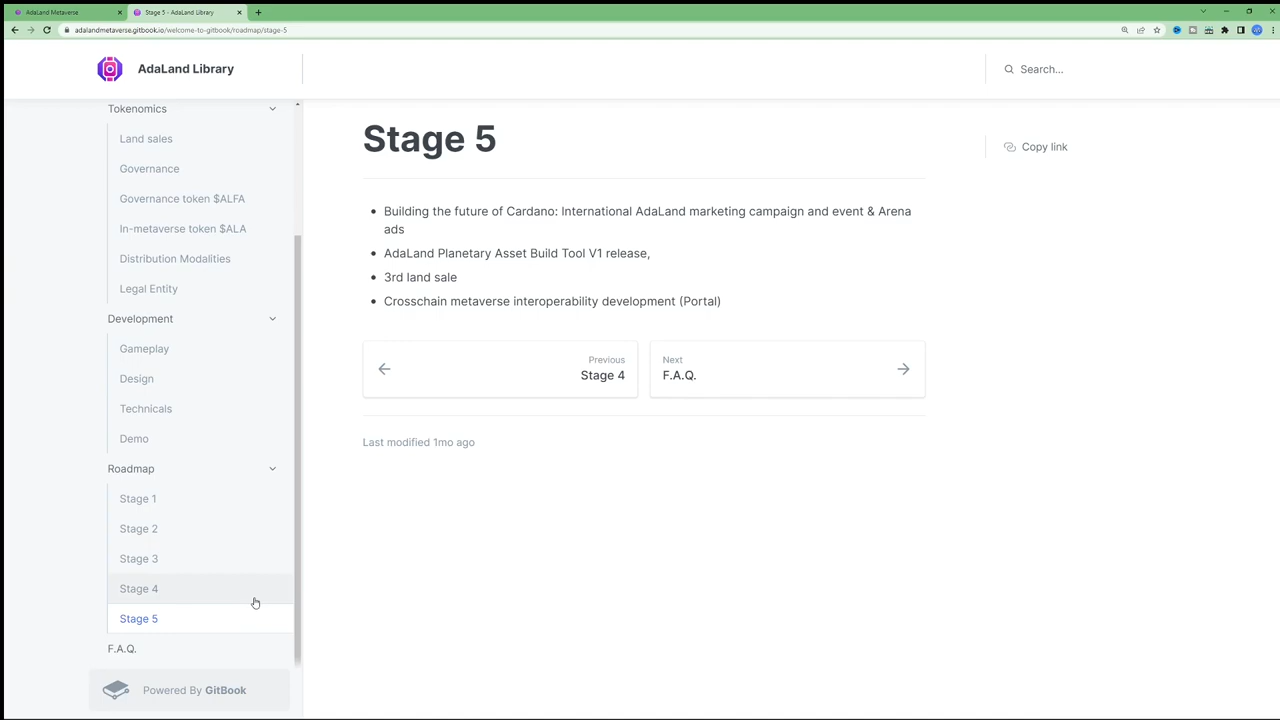 AdaLand Metaverse
Stage 5 - AdaLand Library
adalandmetaverse.gitbook.io/welcome-to-gitbook/roadmap/stage-5
AdaLand Library
Search...
Tokenomics
Land sales
Governance
Governance token $ALFA
In-metaverse token $ALA
Distribution Modalities
Legal Entity
Development
Gameplay
Design
Technicals
Demo
Roadmap
Stage 1
Stage 2
Stage 3
Stage 4
Stage 5
F.A.Q.
Powered By GitBook
Stage 5
Copy link
• Building the future of Cardano: International AdaLand marketing campaign and event & Arena
ads
• AdaLand Planetary Asset Build Tool V1 release,
• 3rd land sale
• Crosschain metaverse interoperability development (Portal)
Previous
Stage 4
Next
F.A.Q.
Last modified 1mo ago